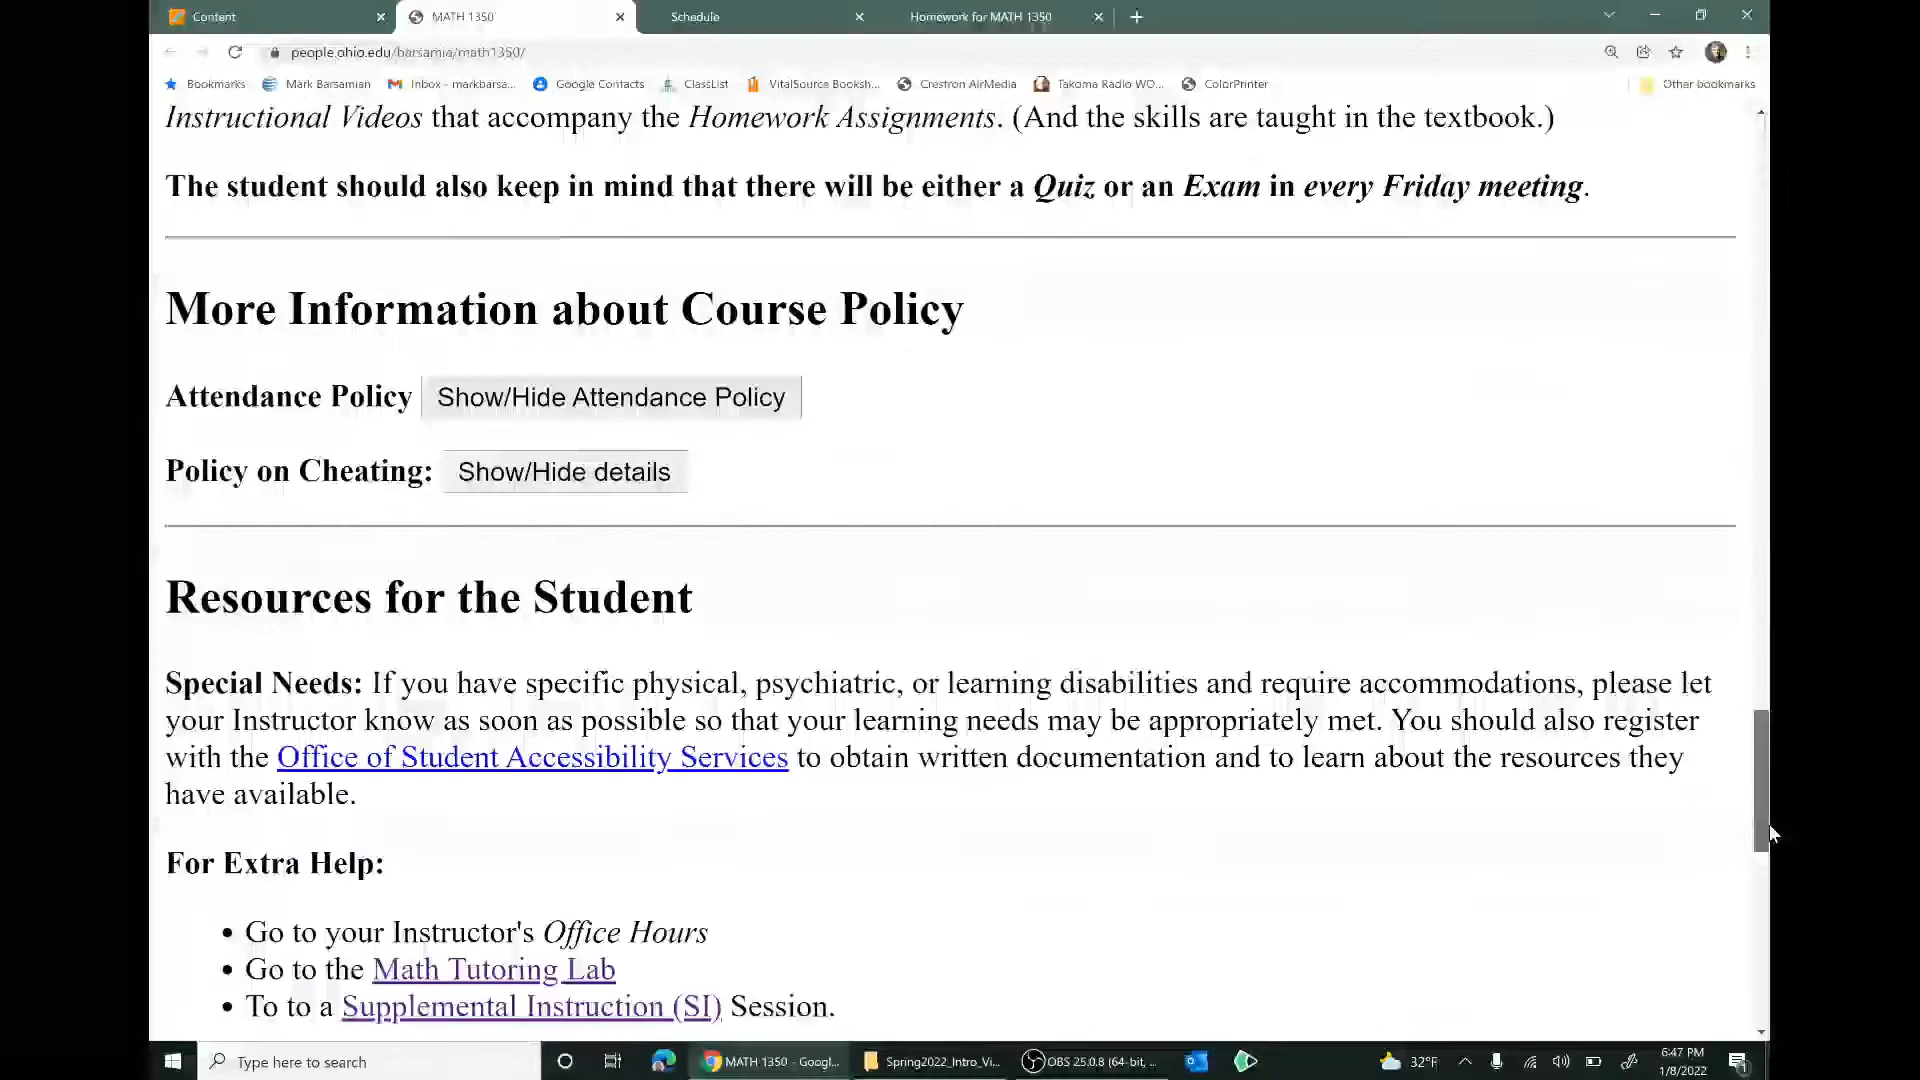 Content
MATH 1350
Schedule
Homework for MATH 1350
people.ohio.edu/barsamia/math1350/
Bookmarks
Mark Barsamian
Inbox - markbarsa...
Google Contacts
ClassList
VitalSource Booksh...
Crestron AirMedia
Takoma Radio WO...
ColorPrinter
Other bookmarks
Instructional Videos that accompany the Homework Assignments. (And the skills are taught in the textbook.)
The student should also keep in mind that there will be either a Quiz or an Exam in every Friday meeting.
More Information about Course Policy
Attendance Policy Show/Hide Attendance Policy
Policy on Cheating: Show/Hide details
Resources for the Student
Special Needs: If you have specific physical, psychiatric, or learning disabilities and require accommodations, please let
your Instructor know as soon as possible so that your learning needs may be appropriately met. You should also register
with the Office of Student Accessibility Services to obtain written documentation and to learn about the resources they
have available.
For Extra Help:
• Go to your Instructor's Office Hours
• Go to the Math Tutoring Lab
• To to a Supplemental Instruction (SI) Session.
Type here to search
MATH 1350 - Googl...
Spring2022_Intro_Vi...
OBS 25.0.8 (64-bit, ...
32°F
6:47 PM
1/8/2022
1